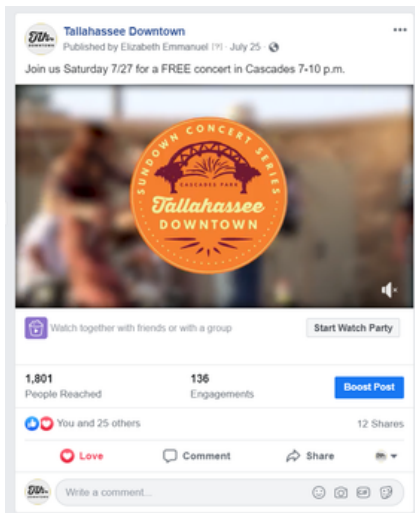 Tallahassee Downtown
Published by Elizabeth Emmanuel [?] · July 25 ·
Join us Saturday 7/27 for a FREE concert in Cascades 7-10 p.m.
SUNDOWN CONCERT SERIES
CASCADES PARK
Tallahassee
DOWNTOWN
Watch together with friends or with a group
Start Watch Party
1,801
People Reached
136
Engagements
Boost Post
You and 25 others
12 Shares
Love
Comment
Share
Write a comment...
GIF